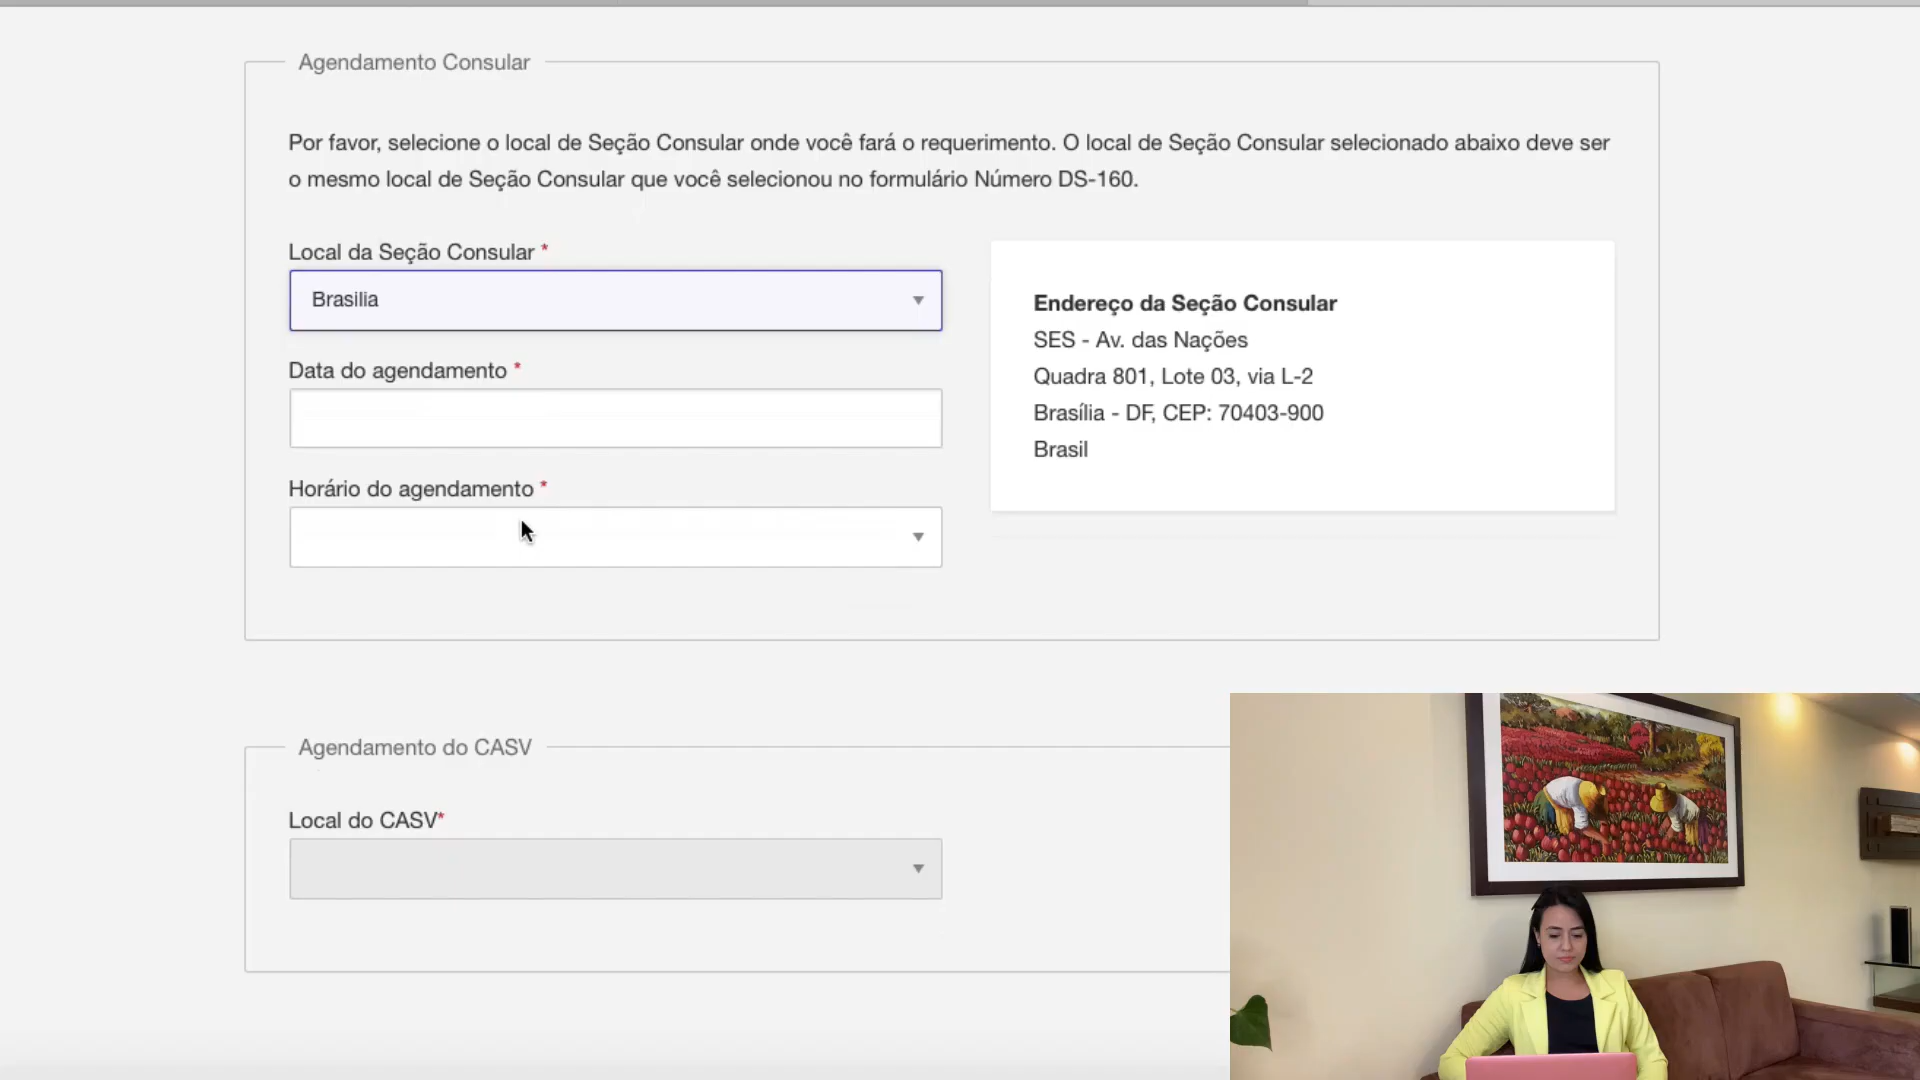 Agendamento Consular
Por favor, selecione o local de Seção Consular onde você fará o requerimento. O local de Seção Consular selecionado abaixo deve ser
o mesmo local de Seção Consular que você selecionou no formulário Número DS-160.
Local da Seção Consular *
Brasilia
Data do agendamento *
Horário do agendamento *
Endereço da Seção Consular
SES - Av. das Nações
Quadra 801, Lote 03, via L-2
Brasília - DF, CEP: 70403-900
Brasil
Agendamento do CASV
Local do CASV*